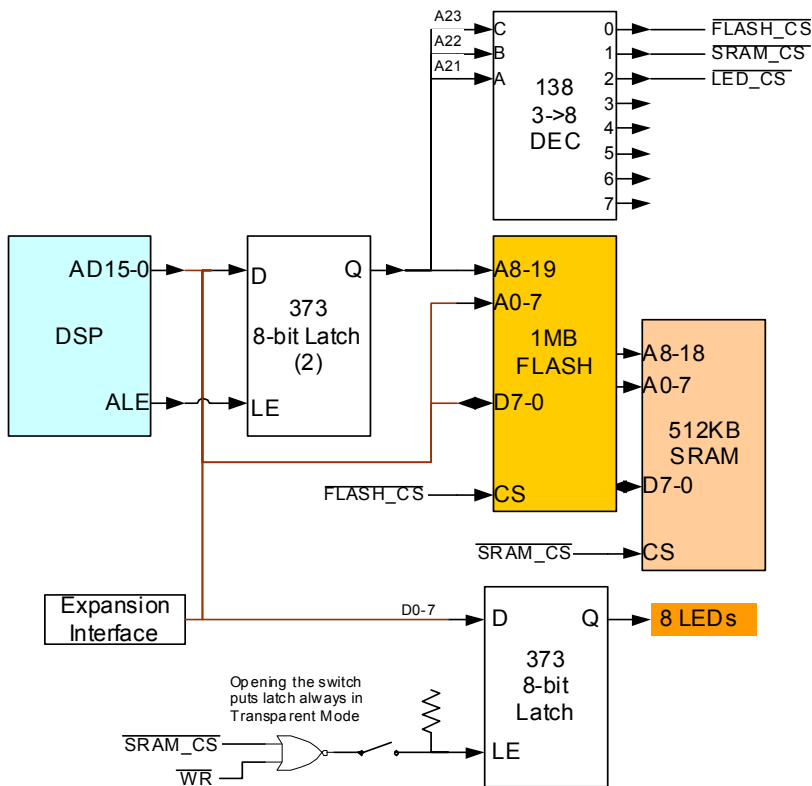 A23
A22
A21
C
B
A
138
3->8
DEC
0
1
2
3
4
5
6
7
FLASH_CS
SRAM_CS
LED_CS
AD15-0
DSP
ALE
D
Q
373
8-bit Latch
(2)
LE
A8-19
A0-7
1MB
FLASH
D7-0
CS
FLASH_CS
A8-18
A0-7
512KB
SRAM
D7-0
CS
SRAM_CS
Expansion
Interface
D0-7
D
Q
373
8-bit
Latch
LE
8 LEDs
Opening the switch
puts latch always in
Transparent Mode
SRAM_CS
WR